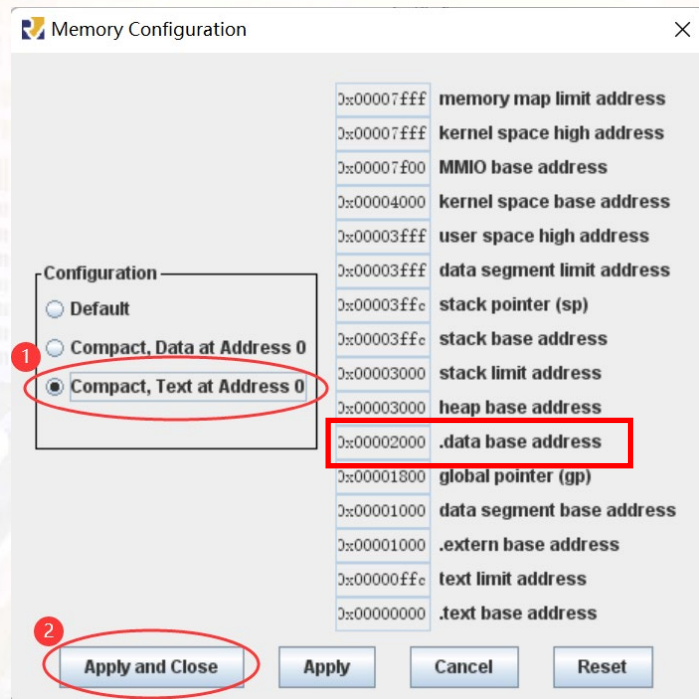 Memory Configuration
0x00007fff memory map limit address
0x00007fff kernel space high address
0x00007f00 MMIO base address
0x00004000 kernel space base address
0x00003fff user space high address
0x00003fff data segment limit address
0x00003ffc stack pointer (sp)
0x00003ffc stack base address
0x00003000 stack limit address
0x00003000 heap base address
0x00002000 .data base address
0x00001800 global pointer (gp)
0x00001000 data segment base address
0x00001000 .extern base address
0x00000ffc text limit address
0x00000000 .text base address
Configuration
Default
1
Compact, Data at Address 0
Compact, Text at Address 0
2
Apply and Close Apply Cancel Reset